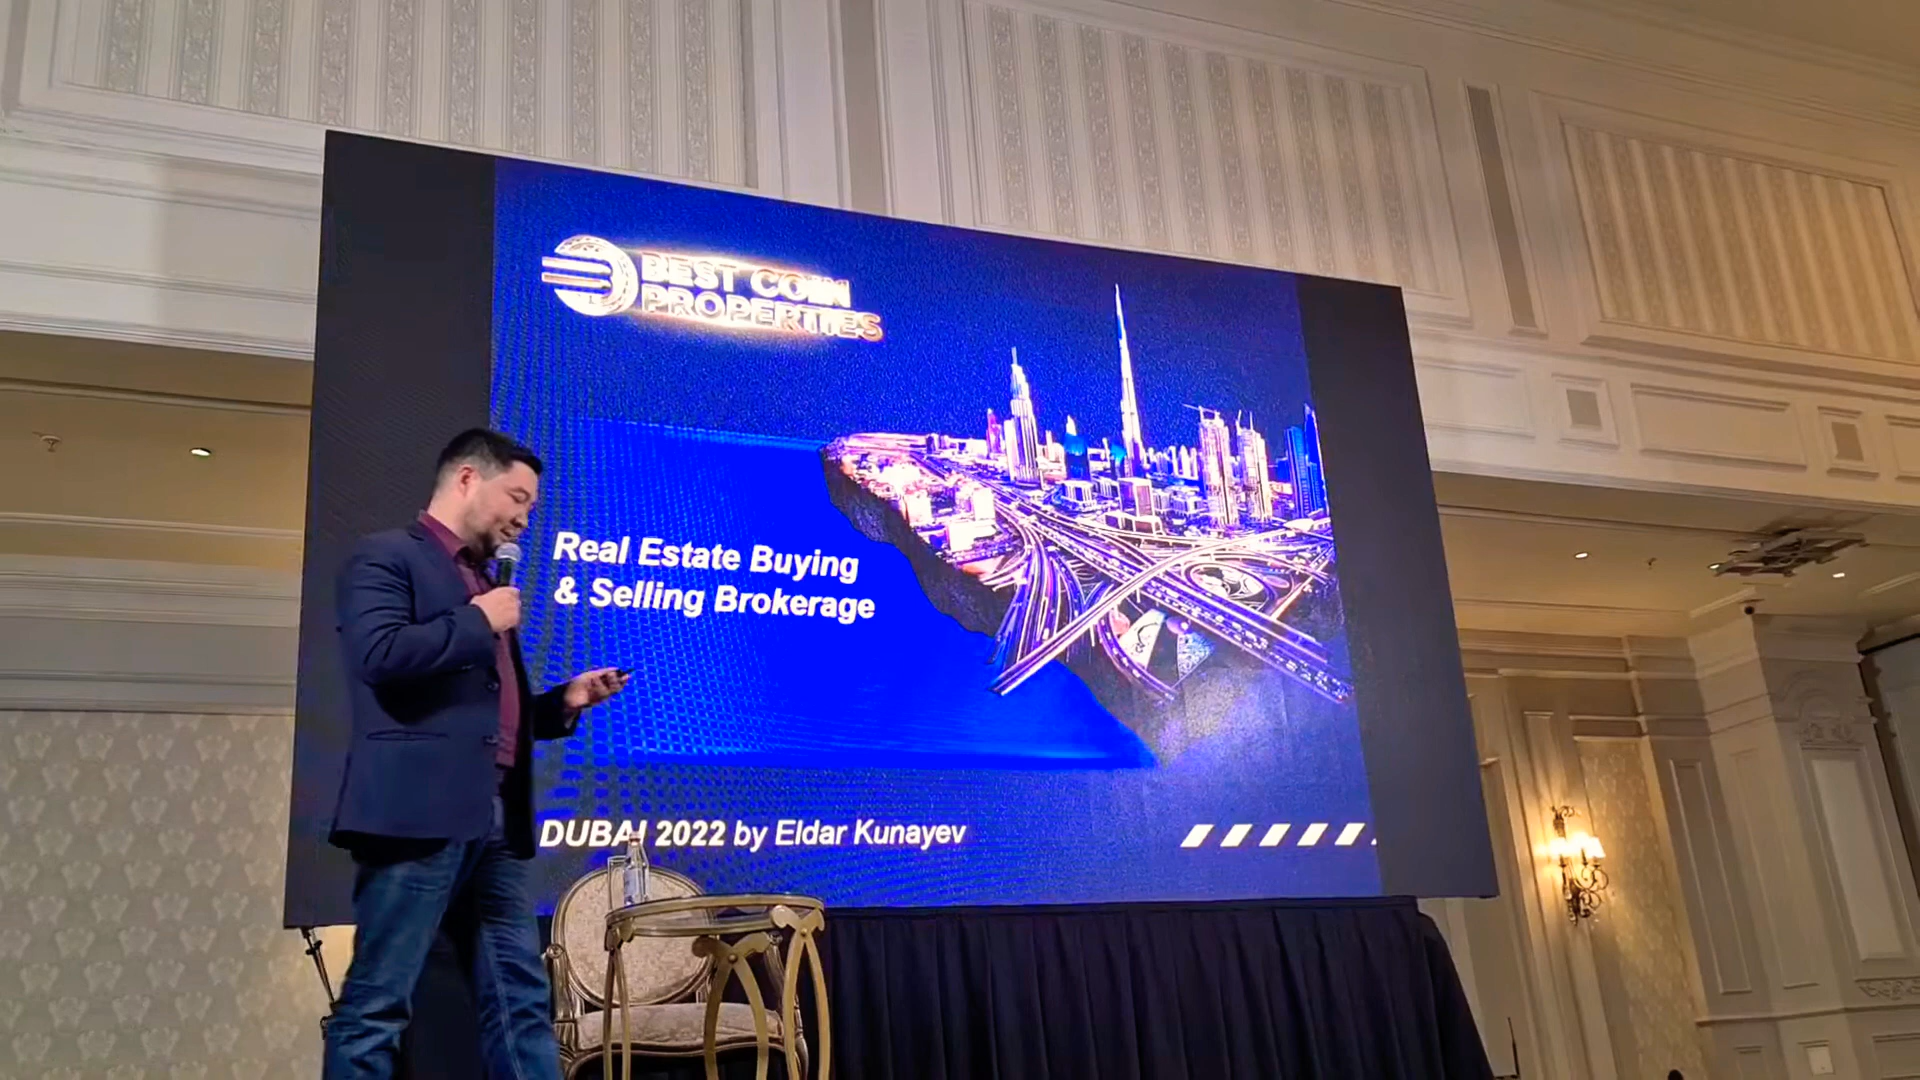 BEST COIN
PROPERTIES
Real Estate Buying
& Selling Brokerage
DUBAI 2022 by Eldar Kunayev